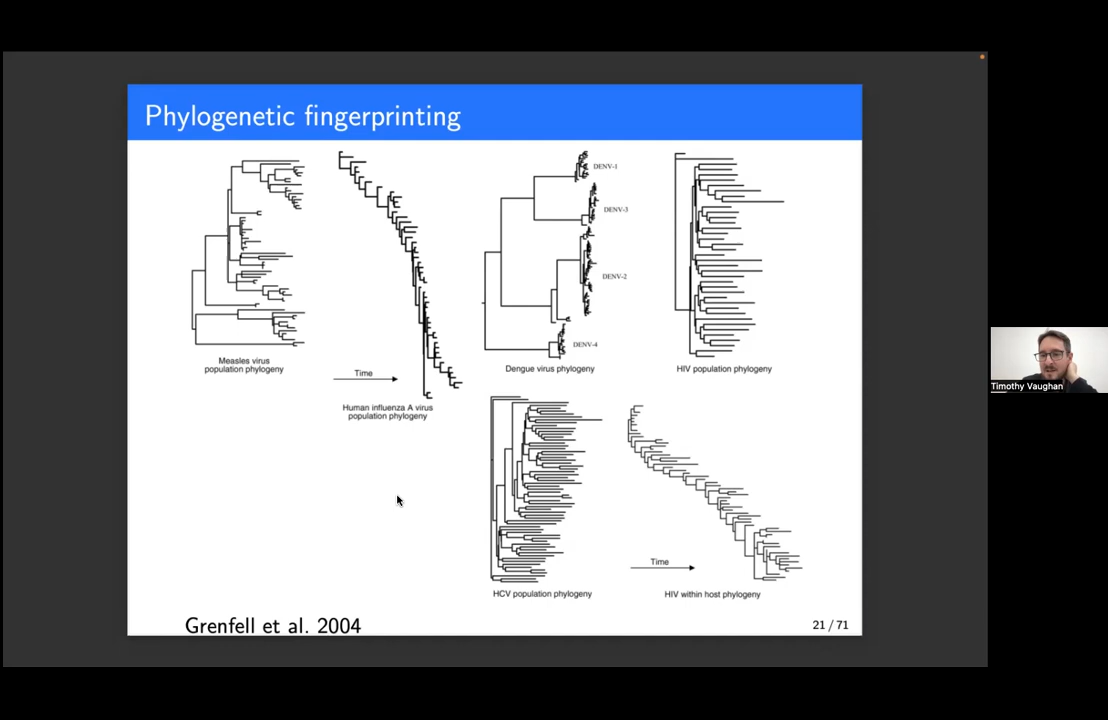 Phylogenetic fingerprinting
DENV-1
DENV-3
DENV-2
DENV-4
Measles virus
population phylogeny
Time
Human influenza A virus
population phylogeny
Dengue virus phylogeny
HIV population phylogeny
HCV population phylogeny
Time
HIV within host phylogeny
Grenfell et al. 2004
21 / 71
Timothy Vaughan